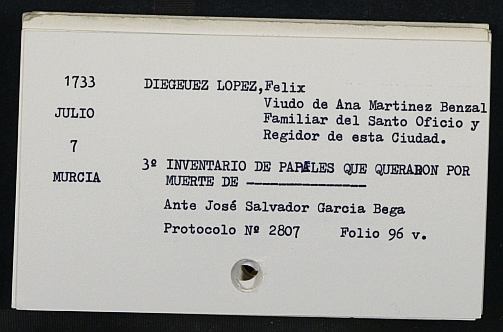 1733
DIEGEUEZ LOPEZ,Felix
Viudo de Ana Martinez Benzal
JULIO
Familiar del Santo Oficio y
Regidor de esta Ciudad.
7
MURCIA
3º INVENTARIO DE PAPELES QUE QUERARON POR
MUERTE DE ----------------
Ante José Salvador Garcia Bega
Protocolo Nº 2807 Folio 96 v.